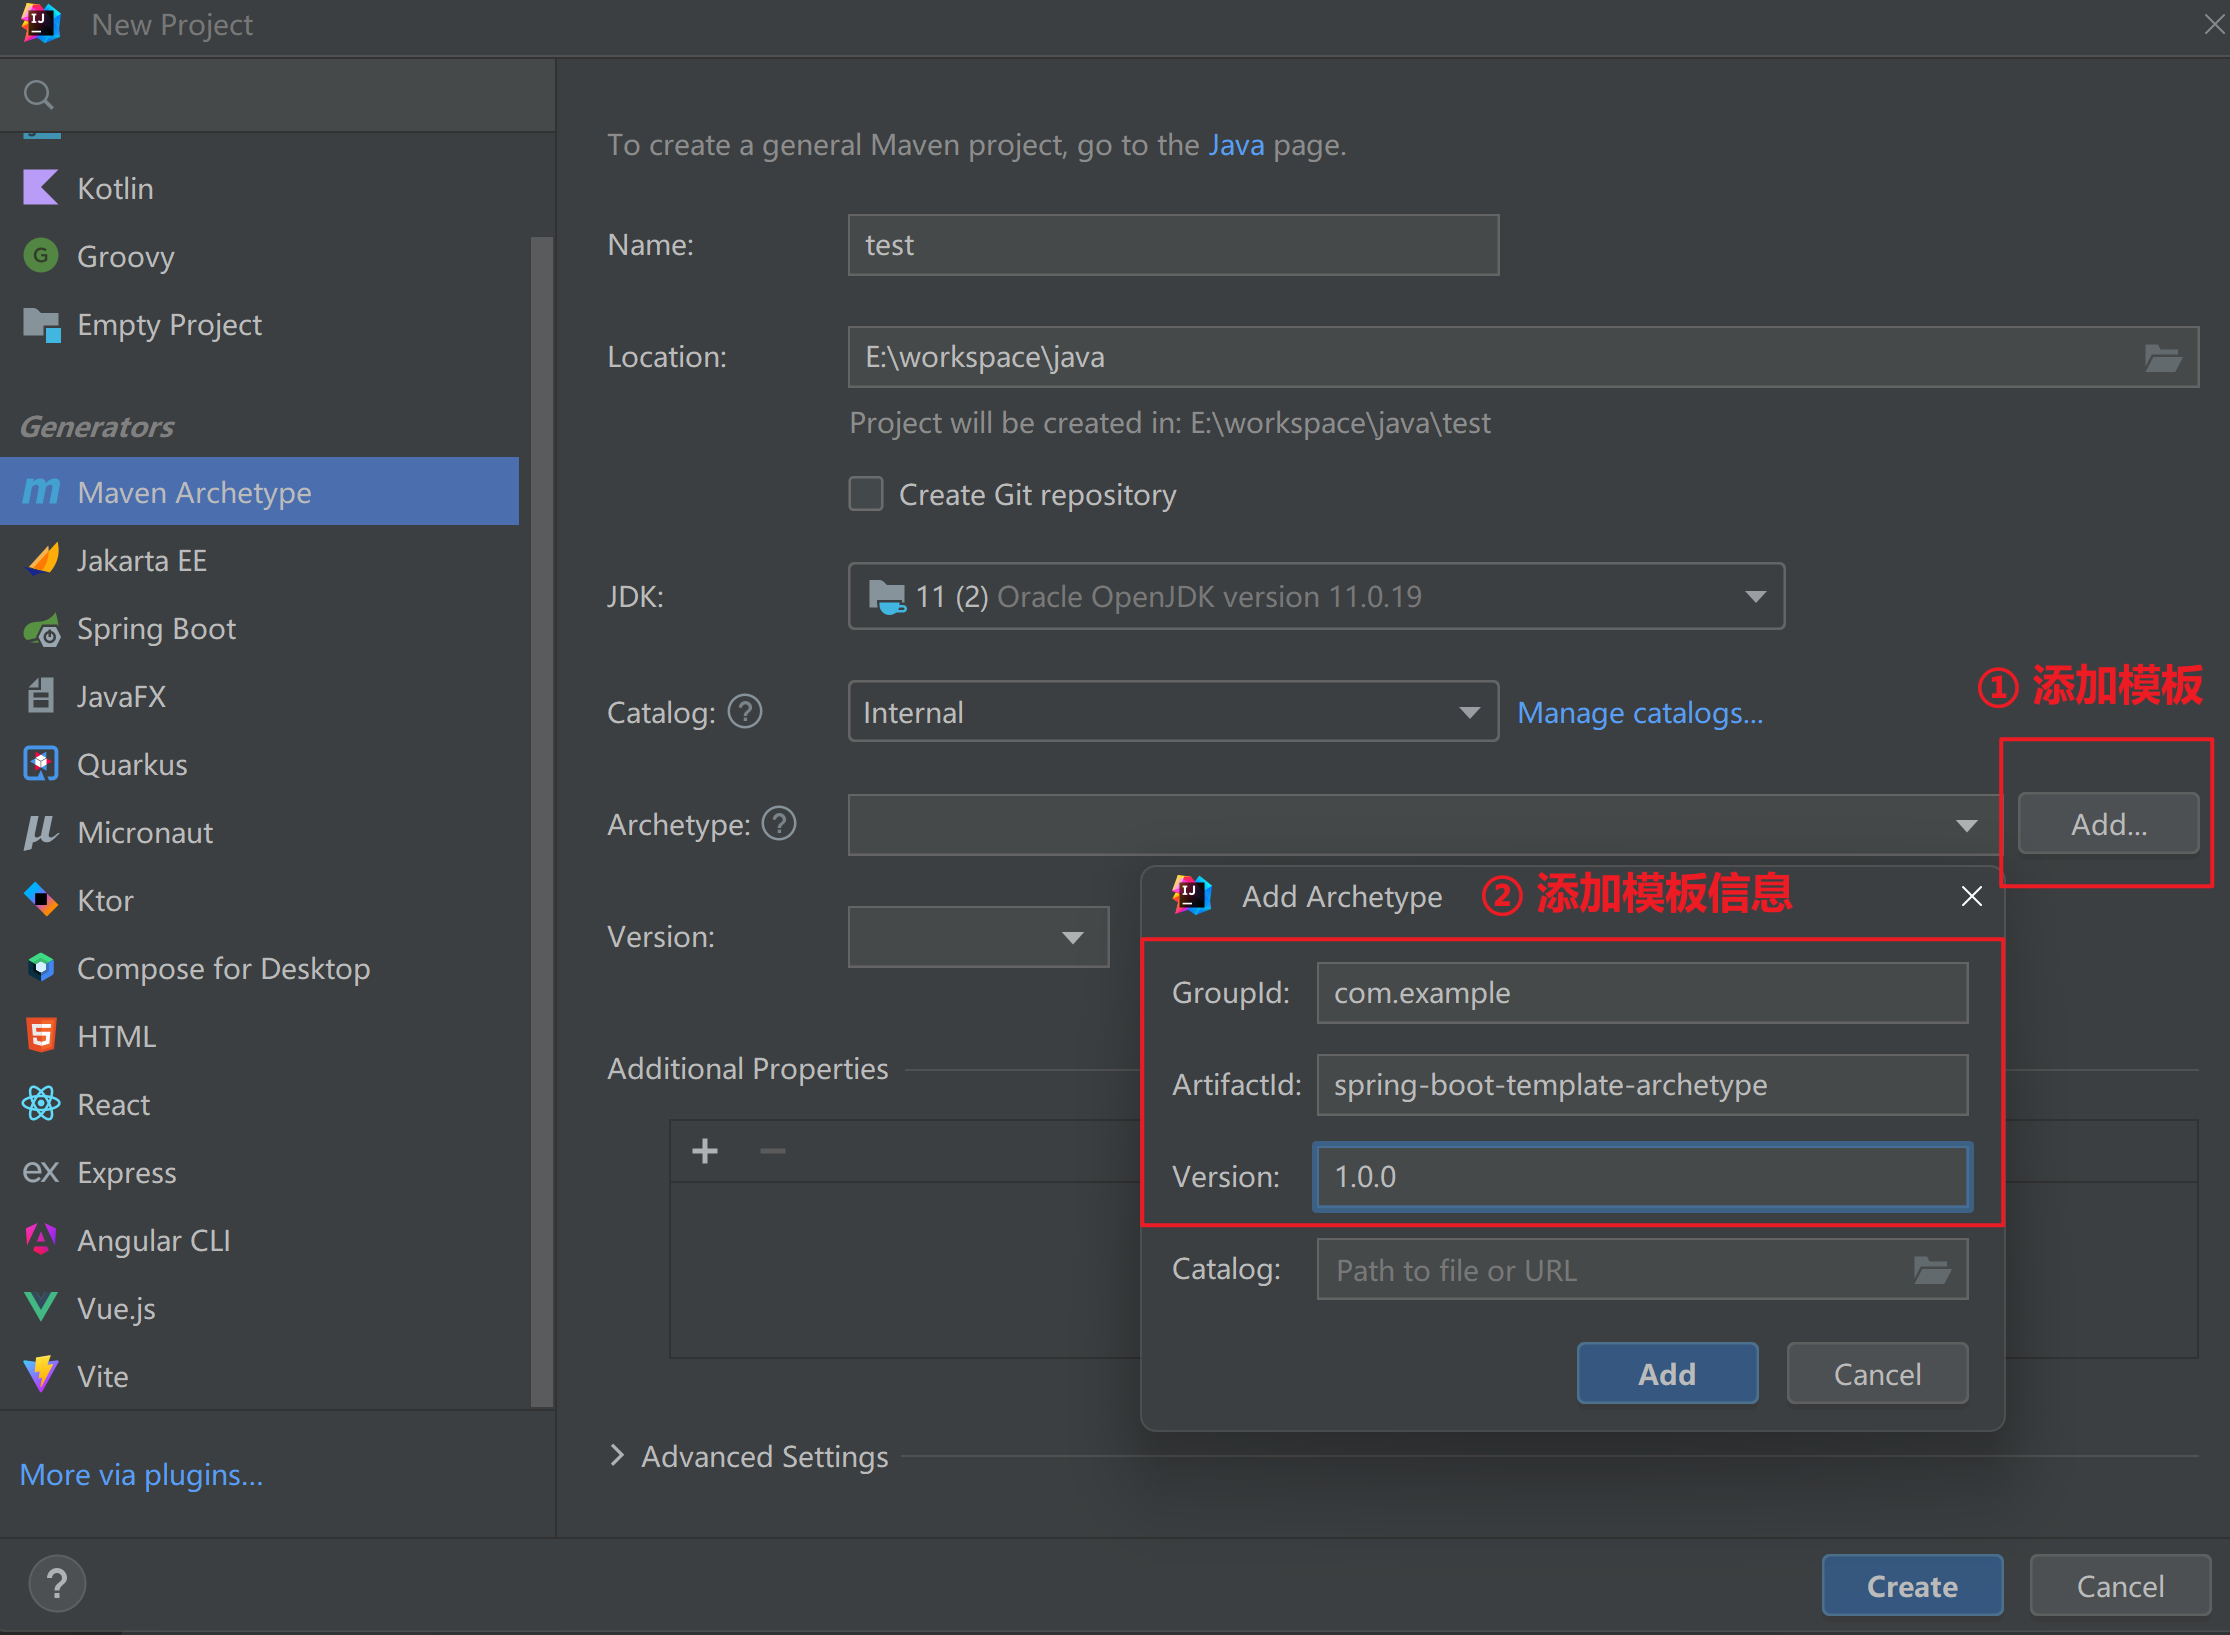 New Project
Kotlin
Groovy
Empty Project
Generators
Maven Archetype
Jakarta EE
Spring Boot
JavaFX
Quarkus
Micronaut
Ktor
Compose for Desktop
HTML
React
Express
Angular CLI
Vue.js
Vite
More via plugins...
To create a general Maven project, go to the Java page.
Name: test
Location: E:\workspace\java
Project will be created in: E:\workspace\java\test
Create Git repository
JDK: 11 (2) Oracle OpenJDK version 11.0.19
① 添加模板
Catalog: ? Internal Manage catalogs...
Archetype: ? Add...
Version:
Additional Properties
Advanced Settings
Add Archetype ② 添加模板信息
GroupId: com.example
ArtifactId: spring-boot-template-archetype
Version: 1.0.0
Catalog: Path to file or URL
Add Cancel
? Create Cancel